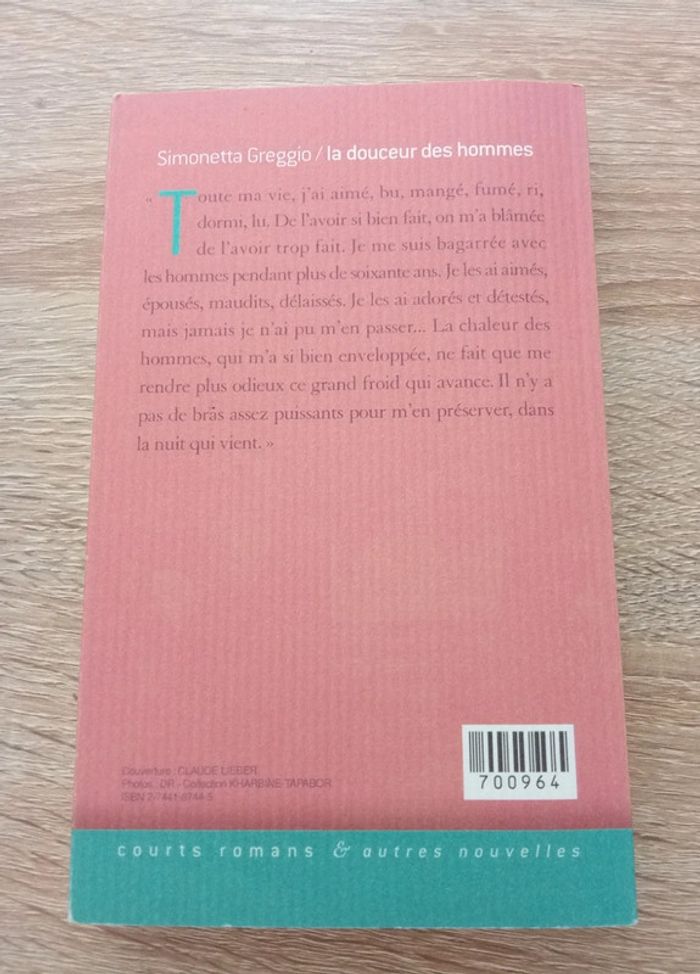 Simonetta Greggio / la douceur des hommes
« Toute ma vie, j'ai aimé, bu, mangé, fumé, ri,
dormi, lu. De l'avoir si bien fait, on m'a blâmée
de l'avoir trop fait. Je me suis bagarrée avec
les hommes pendant plus de soixante ans. Je les ai aimés,
épousés, maudits, délaissés. Je les ai adorés et détestés,
mais jamais je n'ai pu m'en passer... La chaleur des
hommes, qui m'a si bien enveloppée, ne fait que me
rendre plus odieux ce grand froid qui avance. Il n'y a
pas de bras assez puissants pour m'en préserver, dans
la nuit qui vient. »
Couverture : CLAUDE
Photos : DR - Collection KHARBINE-TAPABOR
ISBN
700964
courts romans & autres nouvelles